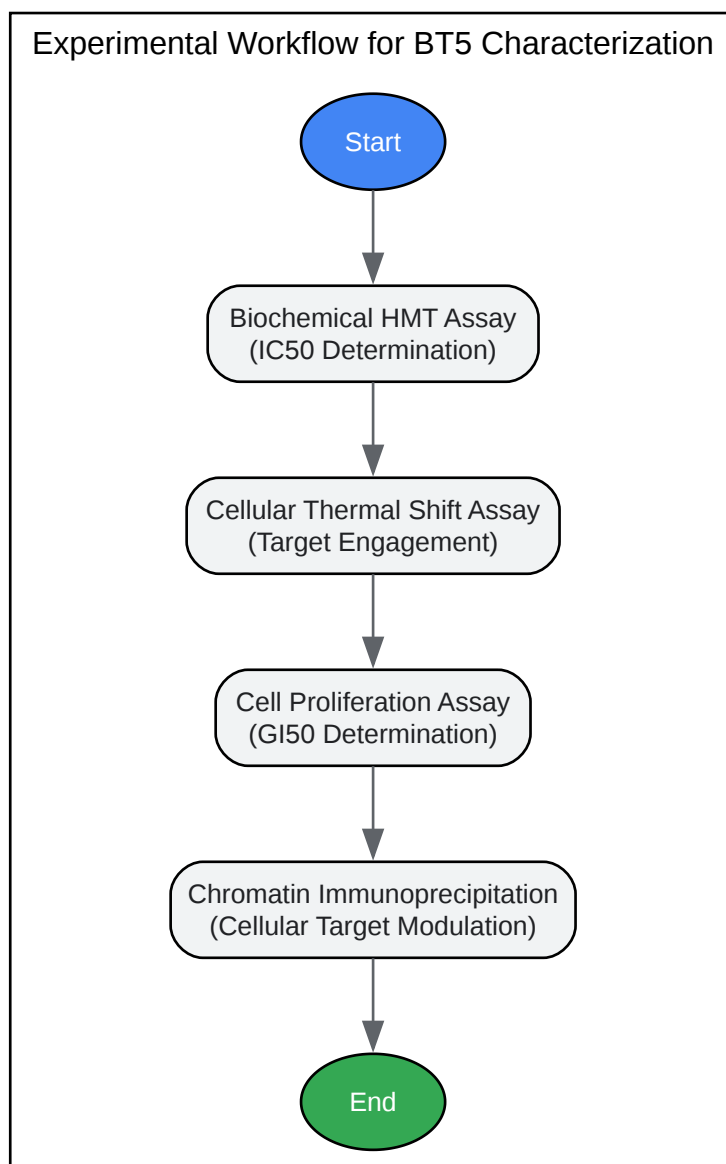 Experimental Workflow for BT5 Characterization
Start
Biochemical HMT Assay
(IC50 Determination)
Cellular Thermal Shift Assay
(Target Engagement)
Cell Proliferation Assay
(GI50 Determination)
Chromatin Immunoprecipitation
(Cellular Target Modulation)
End